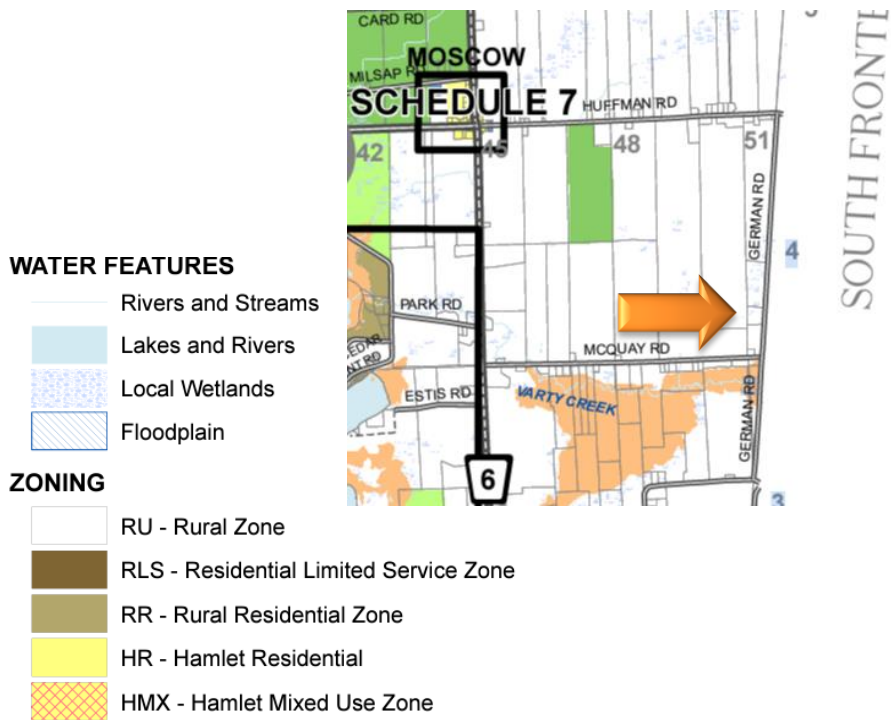 CARD RD
MOSCOW
MILSAP RD
SCHEDULE 7
HUFFMAN RD
42
45
48
51
GERMAN RD
SOUTH FRONTE
4
PARK RD
MCQUAY RD
CEDAR
NT RD
ESTIS RD
VARTY CREEK
GERMAN RD
6
3
WATER FEATURES
Rivers and Streams
Lakes and Rivers
Local Wetlands
Floodplain
ZONING
RU - Rural Zone
RLS - Residential Limited Service Zone
RR - Rural Residential Zone
HR - Hamlet Residential
HMX - Hamlet Mixed Use Zone